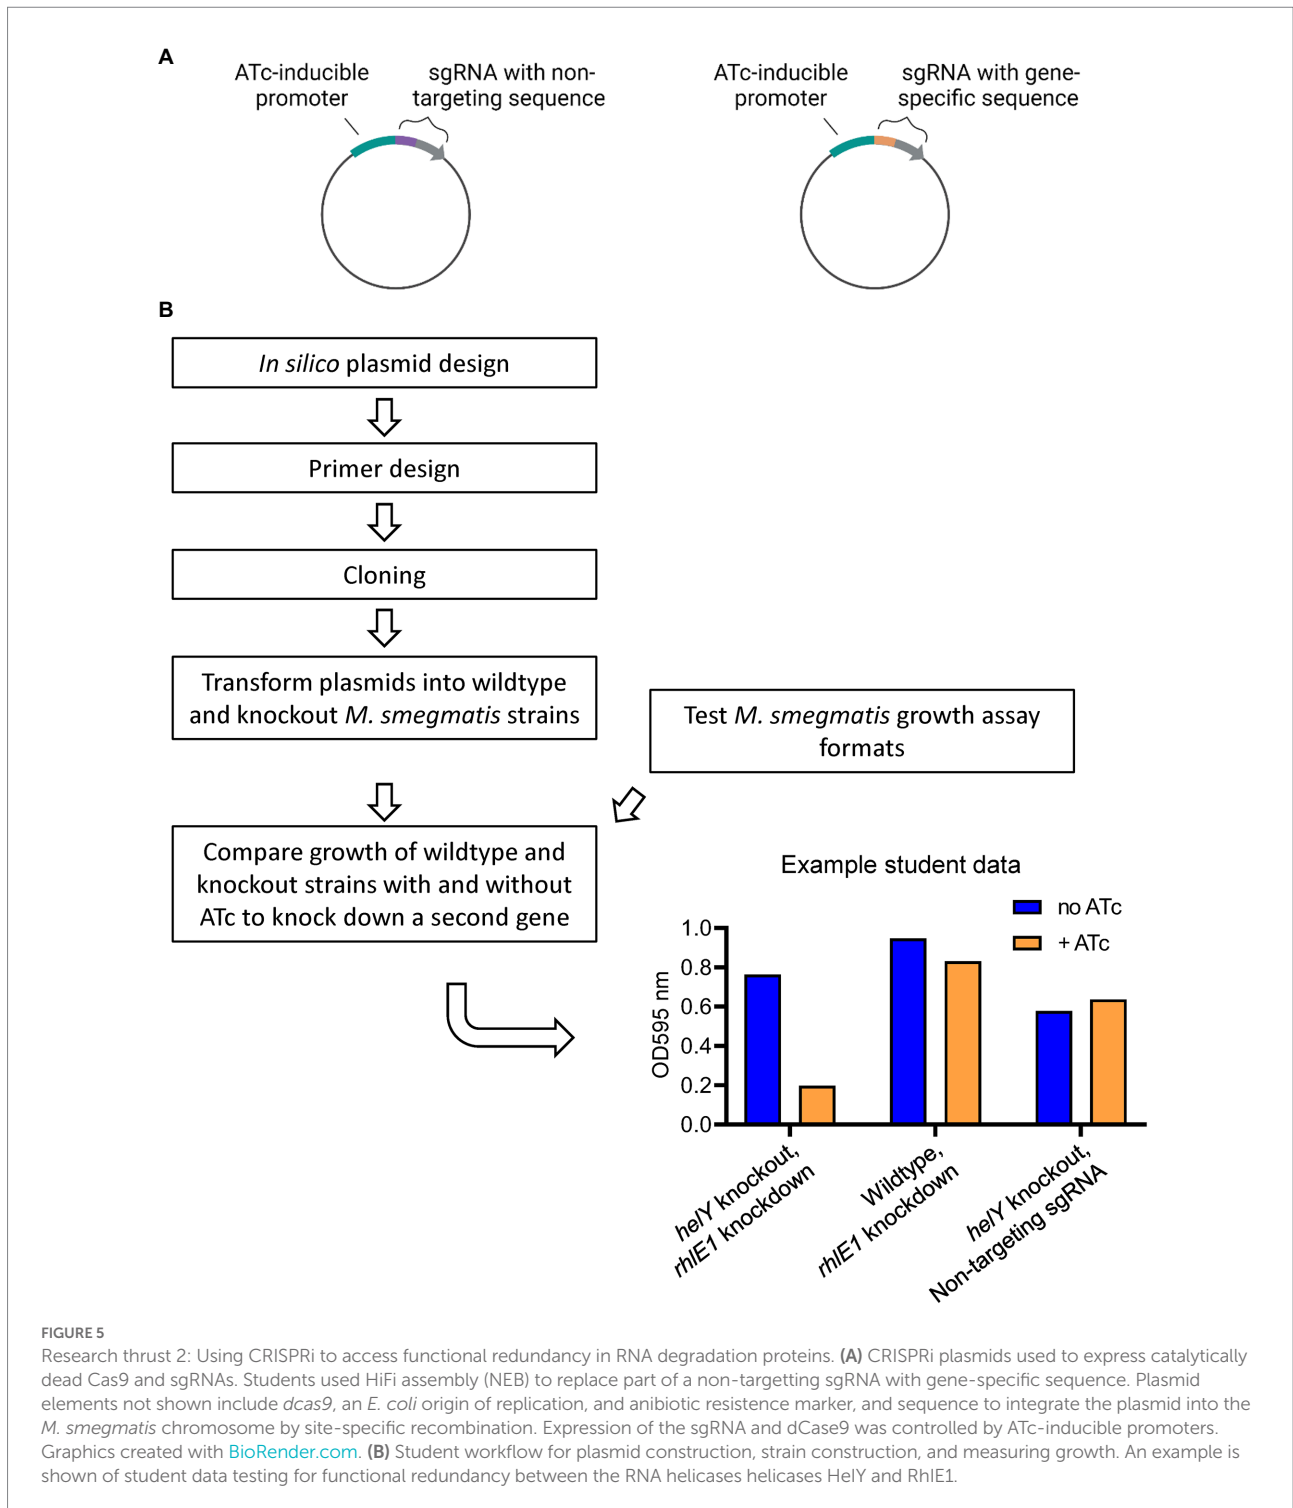 A
ATc-inducible
promoter
sgRNA with non-
targeting sequence
ATc-inducible
promoter
sgRNA with gene-
specific sequence
B
In silico plasmid design
Primer design
Cloning
Transform plasmids into wildtype
and knockout M. smegmatis strains
Test M. smegmatis growth assay
formats
Compare growth of wildtype and
knockout strains with and without
ATc to knock down a second gene
Example student data
no ATc
+ ATc
OD595 nm
1.0
0.8
0.6
0.4
0.2
0.0
helY knockout,
rhlE1 knockdown
Wildtype,
rhlE1 knockdown
helY knockout,
Non-targeting sgRNA
FIGURE 5
Research thrust 2: Using CRISPRi to access functional redundancy in RNA degradation proteins. (A) CRISPRi plasmids used to express catalytically
dead Cas9 and sgRNAs. Students used HiFi assembly (NEB) to replace part of a non-targetting sgRNA with gene-specific sequence. Plasmid
elements not shown include dcas9, an E. coli origin of replication, and anibiotic resistence marker, and sequence to integrate the plasmid into the
M. smegmatis chromosome by site-specific recombination. Expression of the sgRNA and dCase9 was controlled by ATc-inducible promoters.
Graphics created with BioRender.com. (B) Student workflow for plasmid construction, strain construction, and measuring growth. An example is
shown of student data testing for functional redundancy between the RNA helicases helicases HelY and RhlE1.